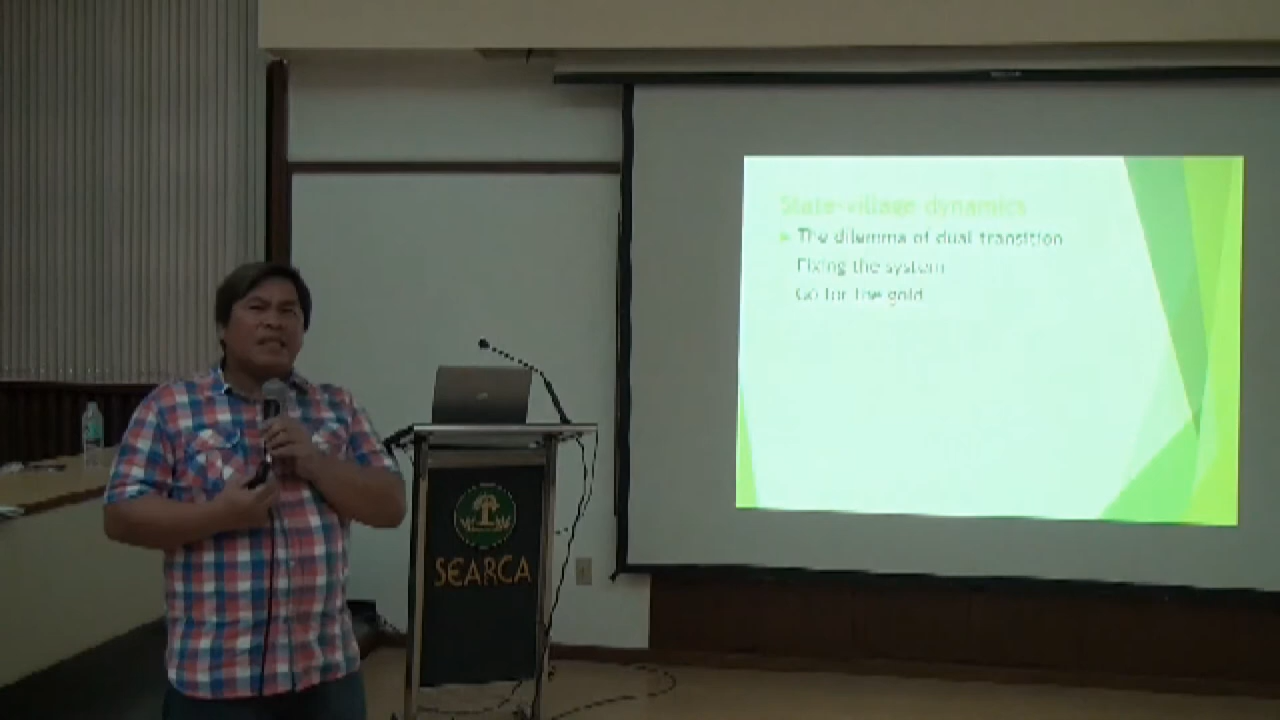 State-village dynamics
The dilemma of dual transition
Fixing the system
Go for the gold
SEARCA